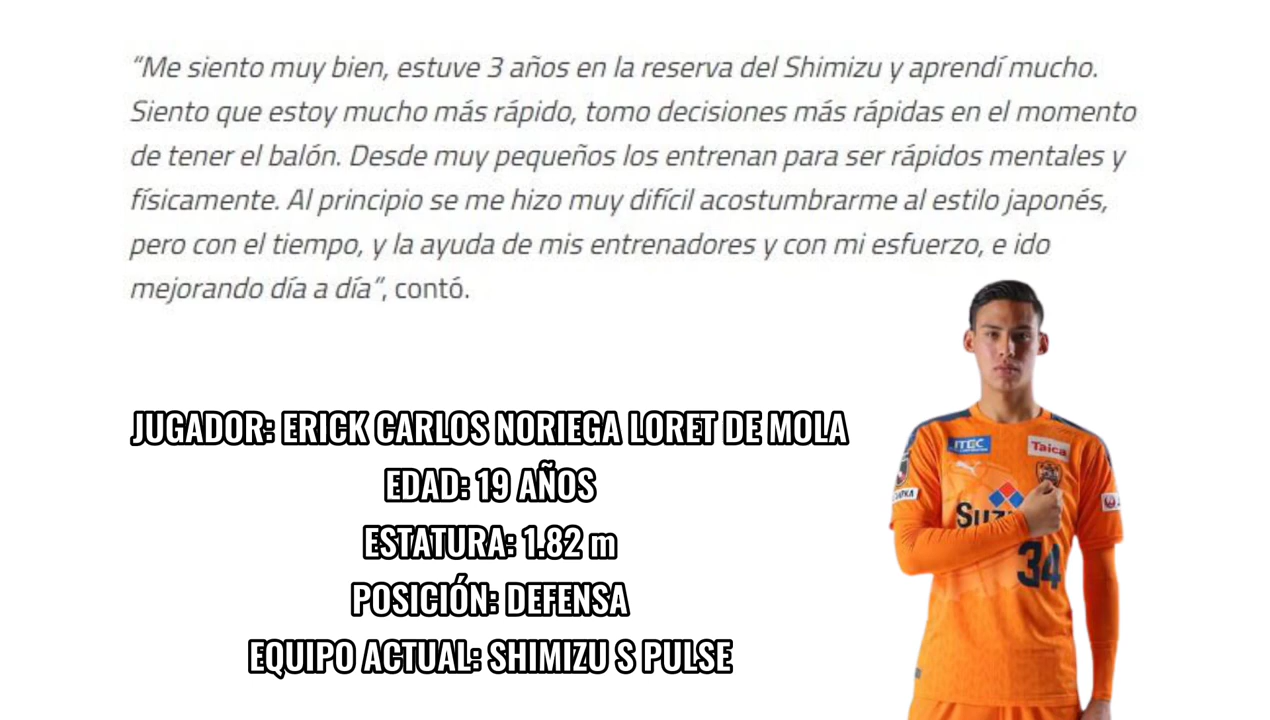 “Me siento muy bien, estuve 3 años en la reserva del Shimizu y aprendí mucho.
Siento que estoy mucho más rápido, tomo decisiones más rápidas en el momento
de tener el balón. Desde muy pequeños los entrenan para ser rápidos mentales y
físicamente. Al principio se me hizo muy difícil acostumbrarme al estilo japonés,
pero con el tiempo, y la ayuda de mis entrenadores y con mi esfuerzo, e ido
mejorando día a día”, contó.
JUGADOR: ERICK CARLOS NORIEGA LORET DE MOLA
EDAD: 19 AÑOS
ESTATURA: 1.82 m
POSICIÓN: DEFENSA
EQUIPO ACTUAL: SHIMIZU S PULSE
Taica
34